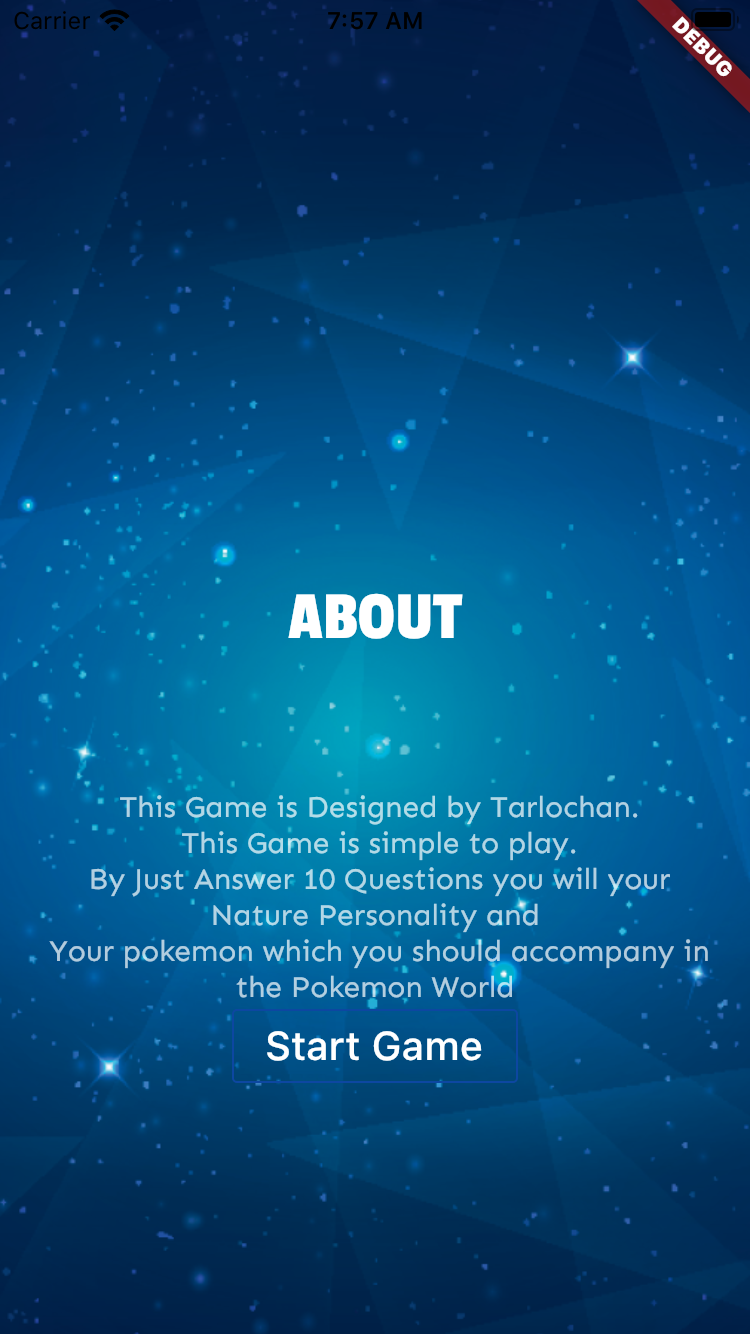 Carrier 7:57 AM
DEBUG
ABOUT
This Game is Designed by Tarlochan.
This Game is simple to play.
By Just Answer 10 Questions you will your
Nature Personality and
Your pokemon which you should accompany in
the Pokemon World
Start Game